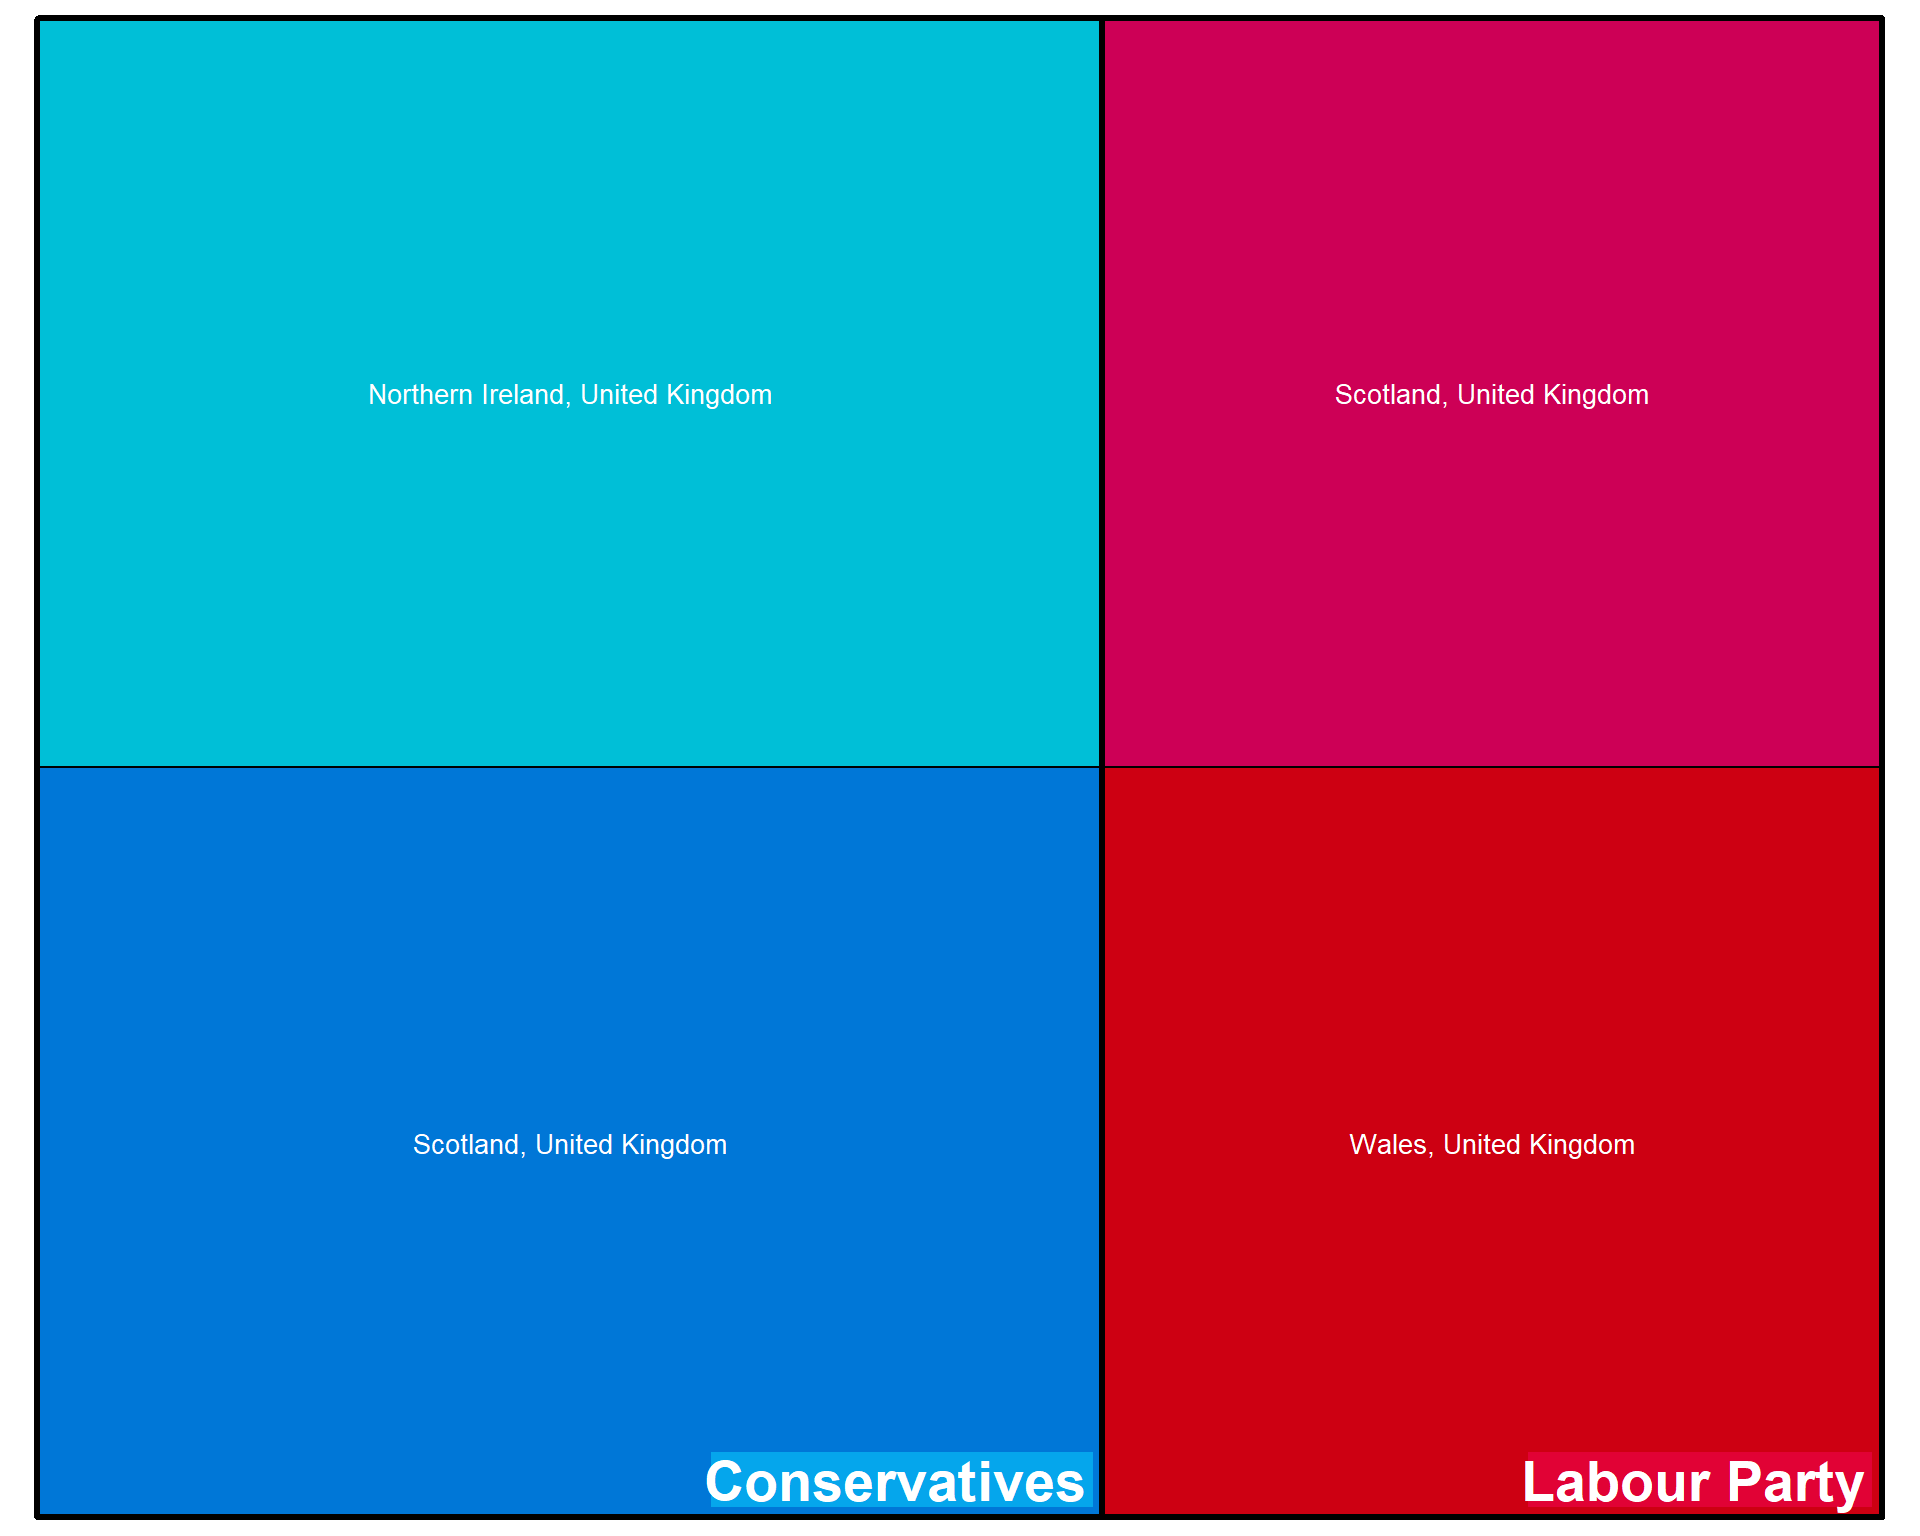 Northern Ireland, United Kingdom
Scotland, United Kingdom
Scotland, United Kingdom
Wales, United Kingdom
Conservatives
Labour Party